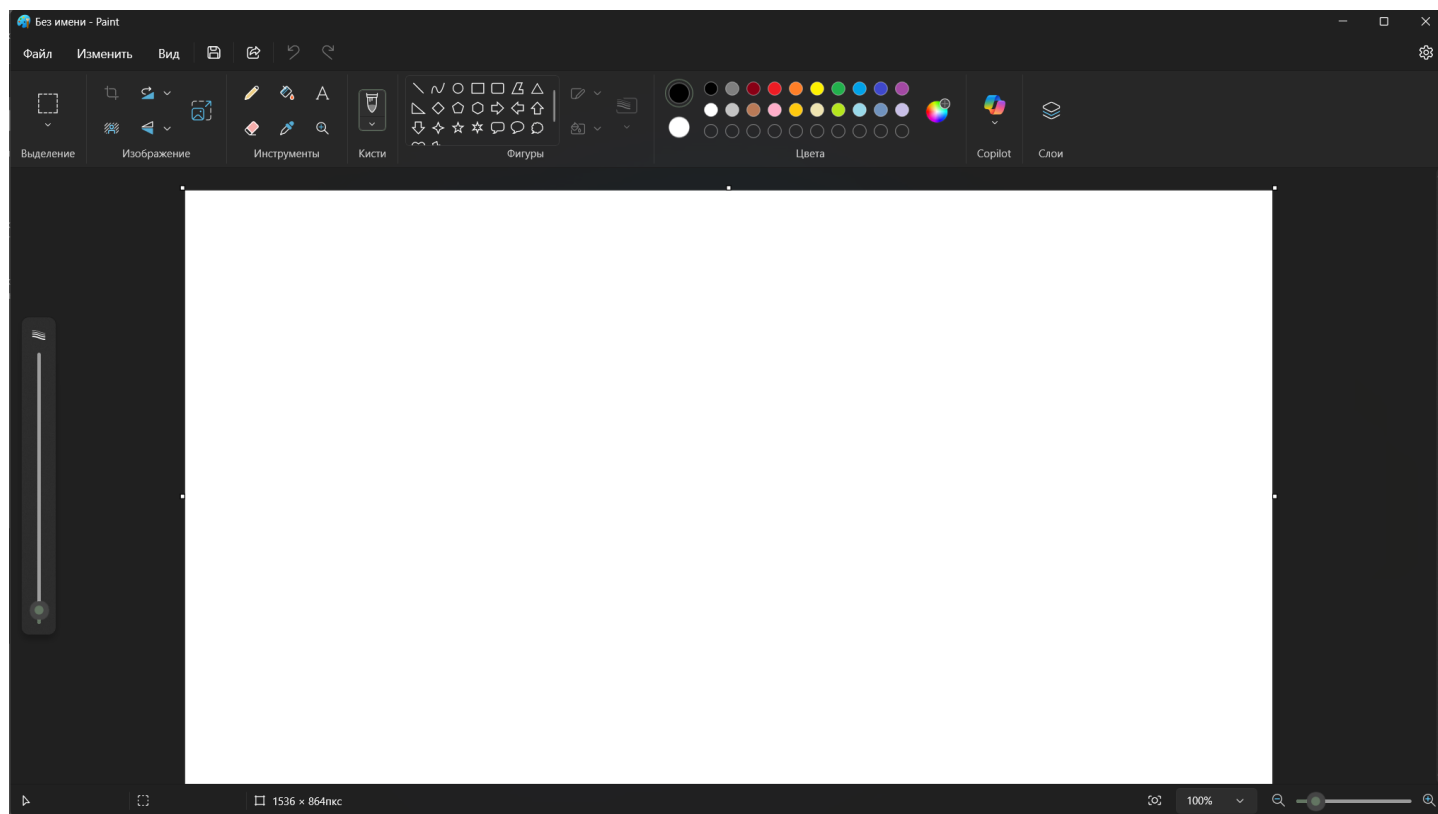 Без имени - Paint
Файл Изменить Вид
Выделение Изображение Инструменты Кисти Фигуры Цвета Copilot Слои
1536 × 864пкс 100%